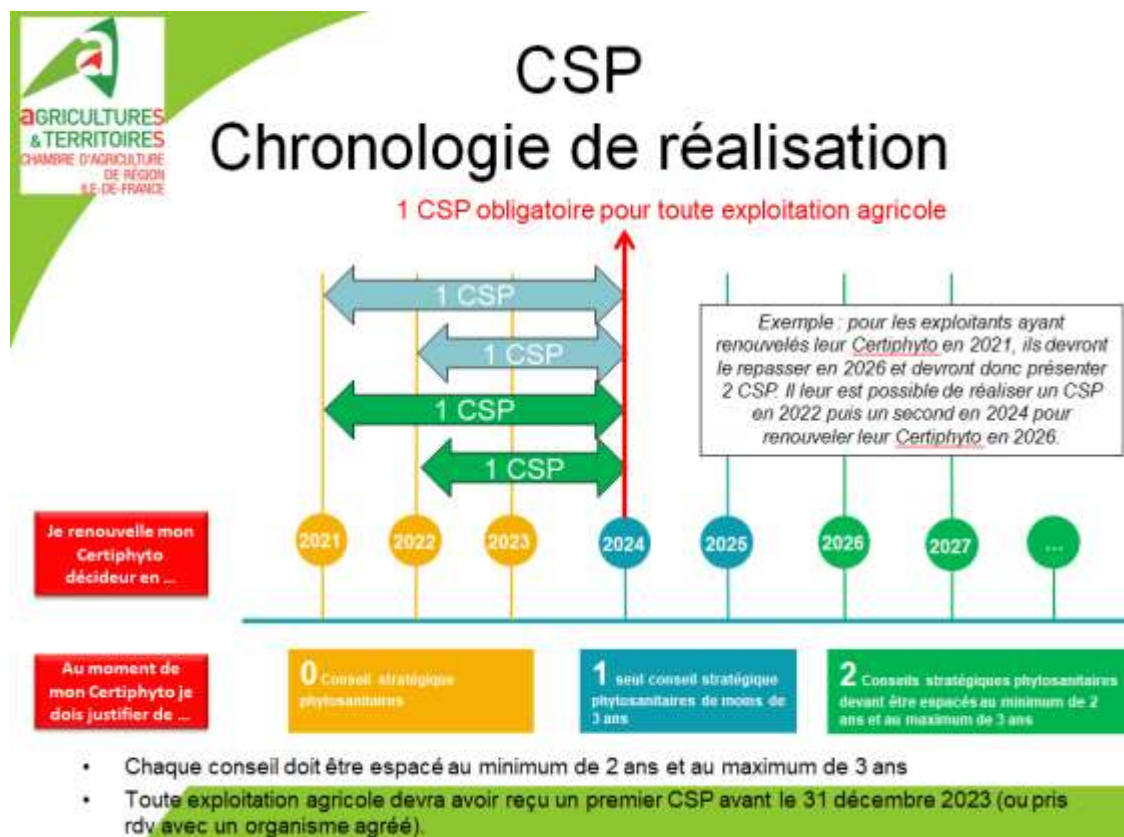 aGRICULTURES
& TERRITOIRES
CHAMBRE D'AGRICULTURE
DE RÉGION
ILE-DE-FRANCE
CSP
Chronologie de réalisation
1 CSP obligatoire pour toute exploitation agricole
1 CSP
1 CSP
1 CSP
1 CSP
Exemple : pour les exploitants ayant
renouvelés leur Certiphyto en 2021, ils devront
le repasser en 2026 et devront donc présenter
2 CSP. Il leur est possible de réaliser un CSP
en 2022 puis un second en 2024 pour
renouveler leur Certiphyto en 2026.
Je renouvelle mon
Certiphyto
décideur en ...
2021
2022
2023
2024
2025
2026
2027
...
Au moment de
mon Certiphyto je
dois justifier de ...
0 Conseil stratégique
phytosanitaires
1 seul conseil stratégique
phytosanitaires de moins de
3 ans
2 Conseils stratégiques phytosanitaires
devant être espacés au minimum de 2
ans et au maximum de 3 ans
• Chaque conseil doit être espacé au minimum de 2 ans et au maximum de 3 ans
• Toute exploitation agricole devra avoir reçu un premier CSP avant le 31 décembre 2023 (ou pris
rdv avec un organisme agréé).